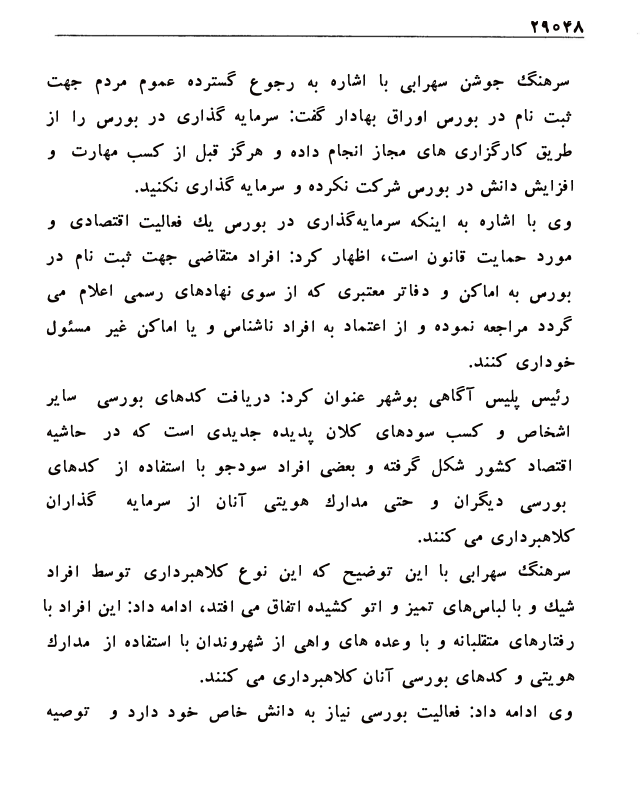 ۲۹۰۴۸
سرهنگ جوشن سهرابی با اشاره به رجوع گسترده عموم مردم جهت
ثبت نام در بورس اوراق بهادار گفت: سرمایه گذاری در بورس را از
طریق کارگزاری های مجاز انجام داده و هرگز قبل از کسب مهارت و
افزایش دانش در بورس شرکت نکرده و سرمایه گذاری نکنید.
وی با اشاره به اینکه سرمایه‌گذاری در بورس یك فعالیت اقتصادی و
مورد حمایت قانون است، اظهار کرد: افراد متقاضی جهت ثبت نام در
بورس به اماکن و دفاتر معتبری که از سوی نهادهای رسمی اعلام می
گردد مراجعه نموده و از اعتماد به افراد ناشناس و یا اماکن غیر مسئول
خوداری کنند.
رئیس پلیس آگاهی بوشهر عنوان کرد: دریافت کدهای بورسی سایر
اشخاص و کسب سودهای کلان پدیده جدیدی است که در حاشیه
اقتصاد کشور شکل گرفته و بعضی افراد سودجو با استفاده از کدهای
بورسی دیگران و حتی مدارك هویتی آنان از سرمایه گذاران
کلاهبرداری می کنند.
سرهنگ سهرابی با این توضیح که این نوع کلاهبرداری توسط افراد
شیك و با لباس‌های تمیز و اتو کشیده اتفاق می افتد، ادامه داد: این افراد با
رفتارهای متقلبانه و با وعده های واهی از شهروندان با استفاده از مدارك
هویتی و کدهای بورسی آنان کلاهبرداری می کنند.
وی ادامه داد: فعالیت بورسی نیاز به دانش خاص خود دارد و توصیه